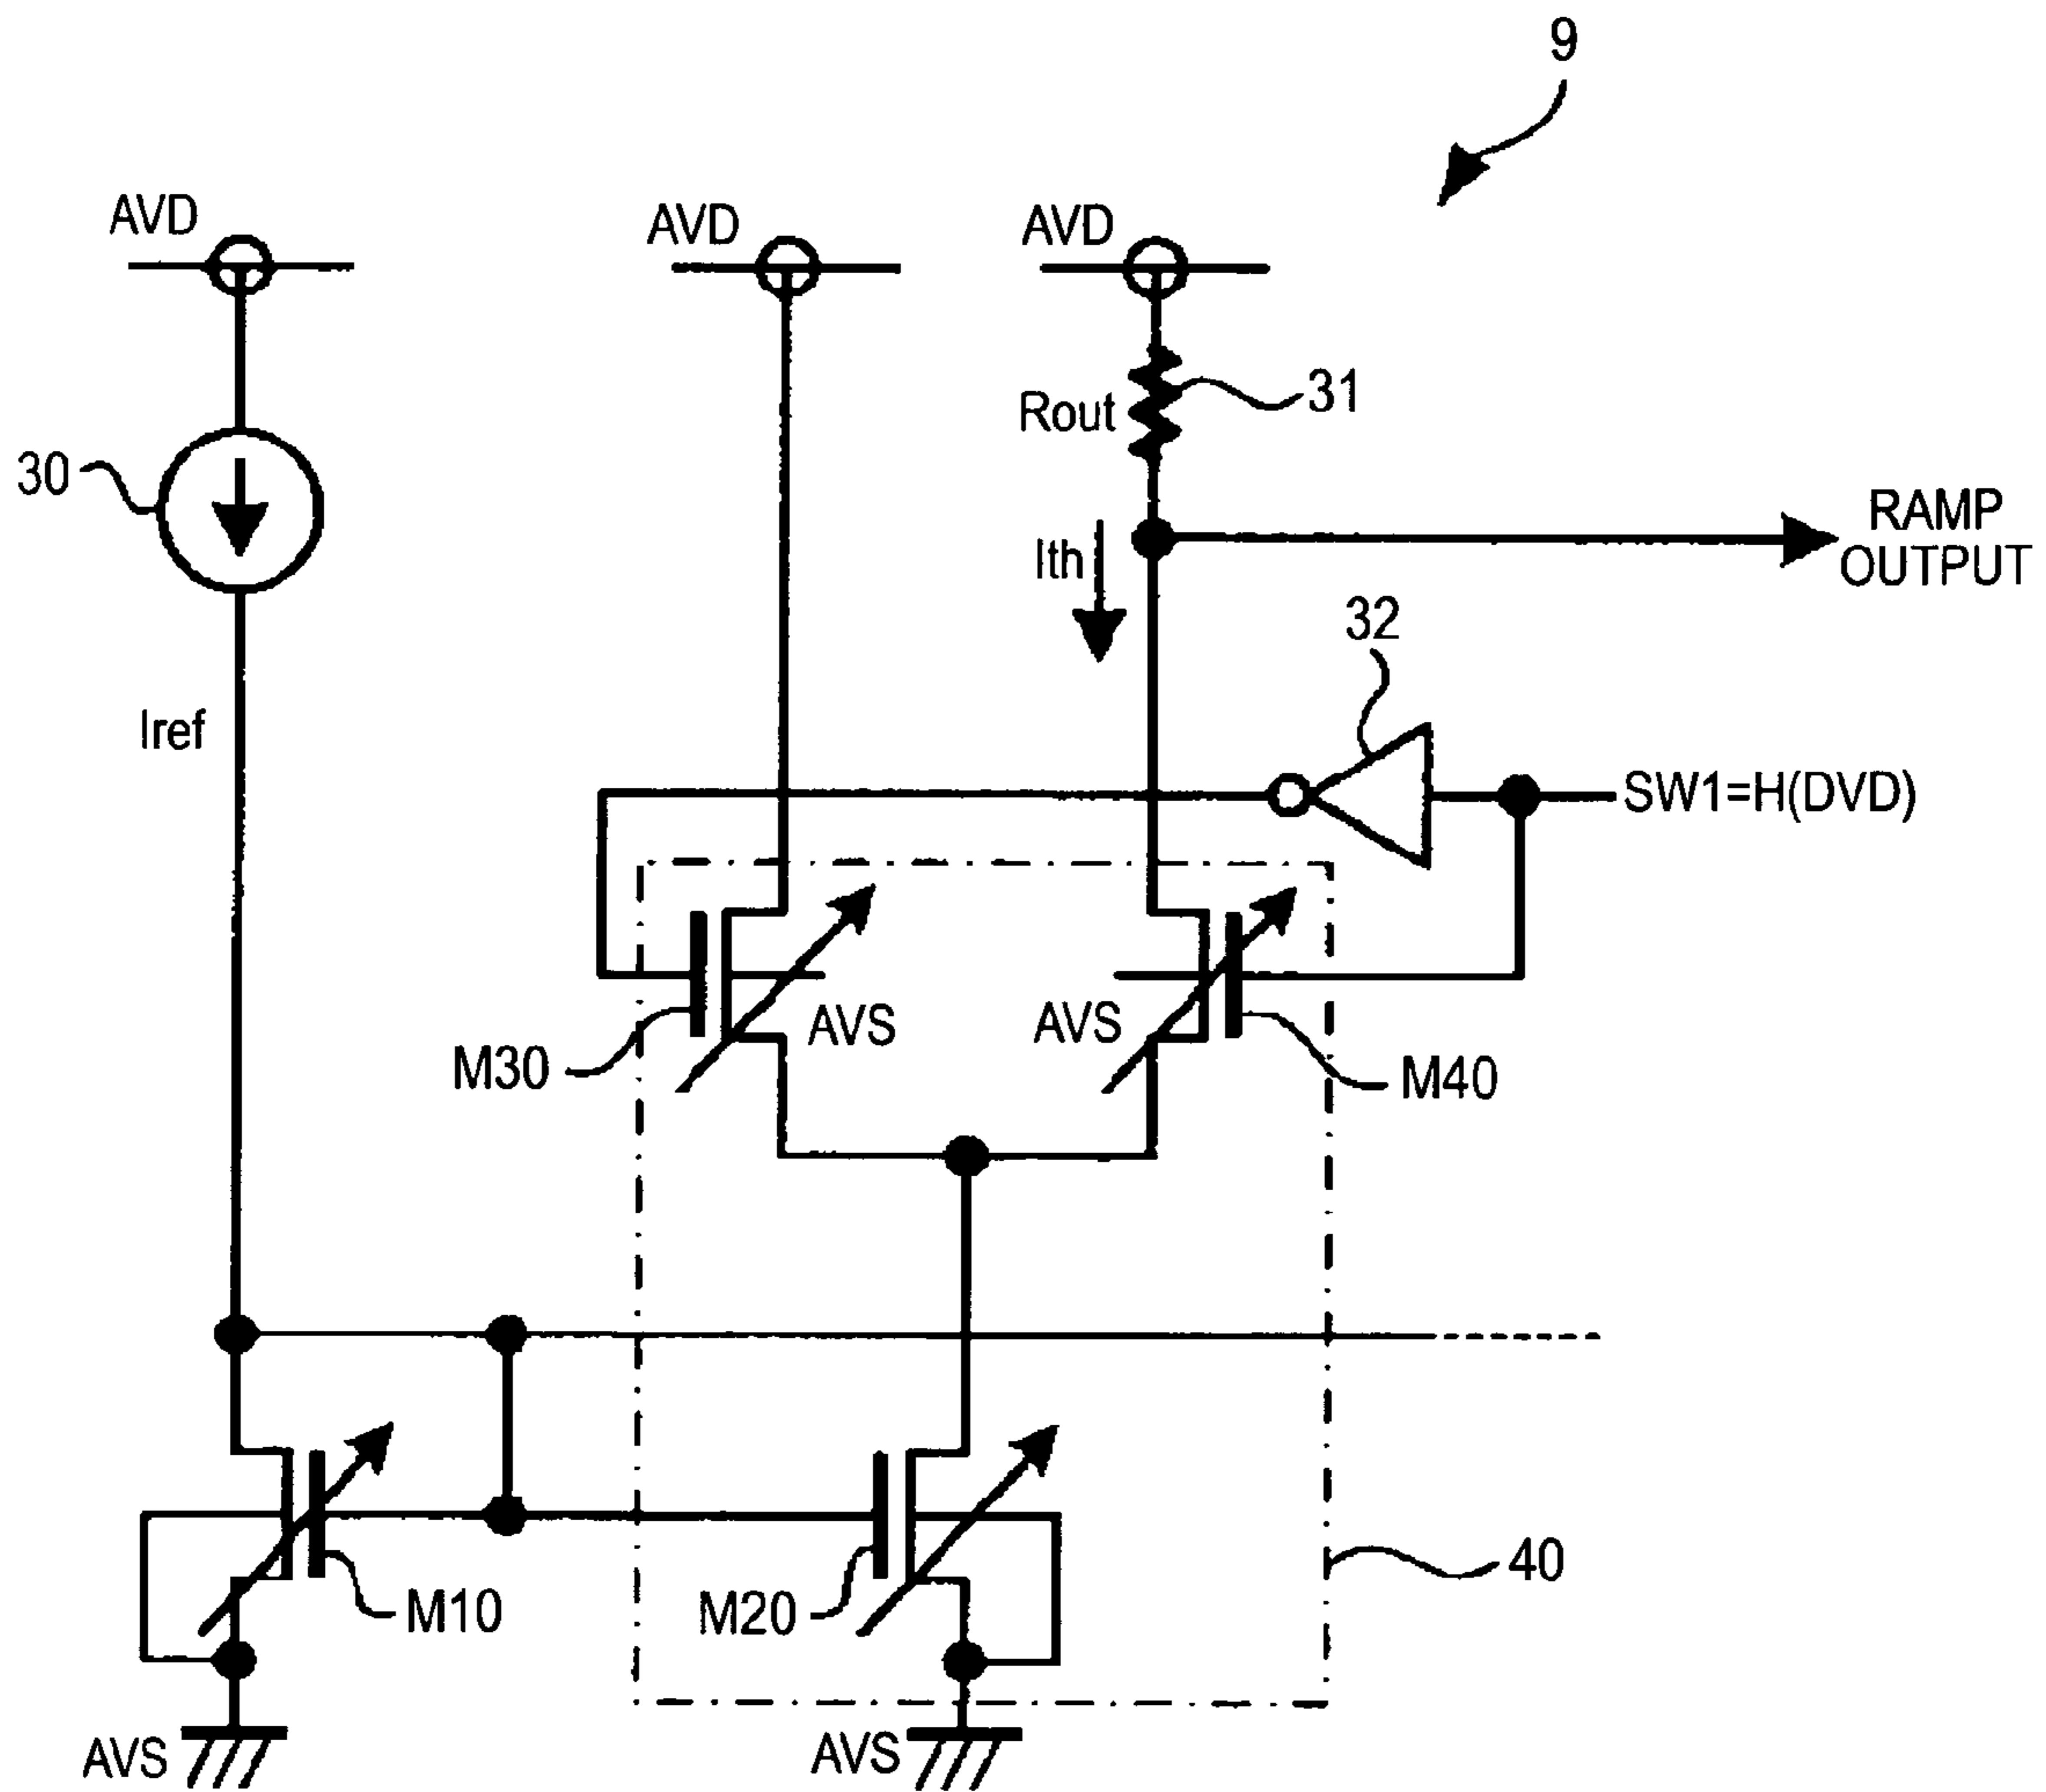 9
AVD
AVD
AVD
31
Rout
30
RAMP
OUTPUT
Ith
32
Iref
SW1=H(DVD)
AVS
AVS
M30
M40
40
M10
M20
AVS
AVS